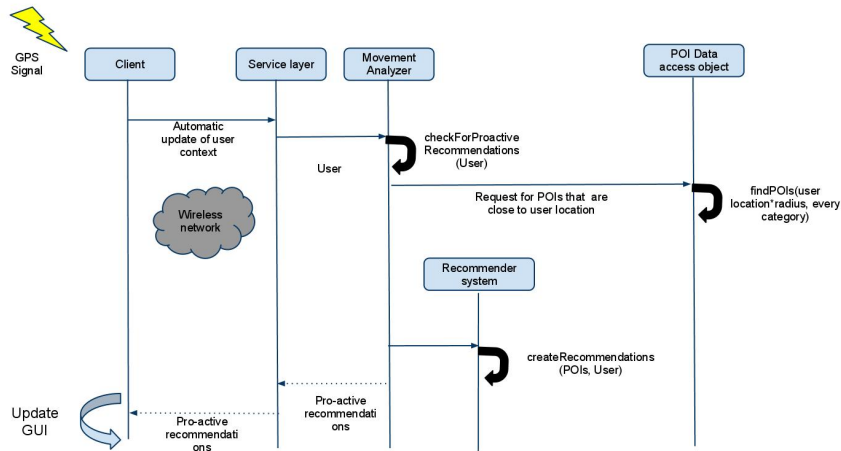 GPS
Signal
Client
Service layer
Movement
Analyzer
POI Data
access object
Automatic
update of user
context
User
checkForProactive
Recommendations
(User)
Request for POIs that are
close to user location
findPOIs(user
location*radius, every
category)
Wireless
network
Recommender
system
createRecommendations
(POIs, User)
Pro-active
recommendati
ons
Pro-active
recommendati
ons
Update
GUI